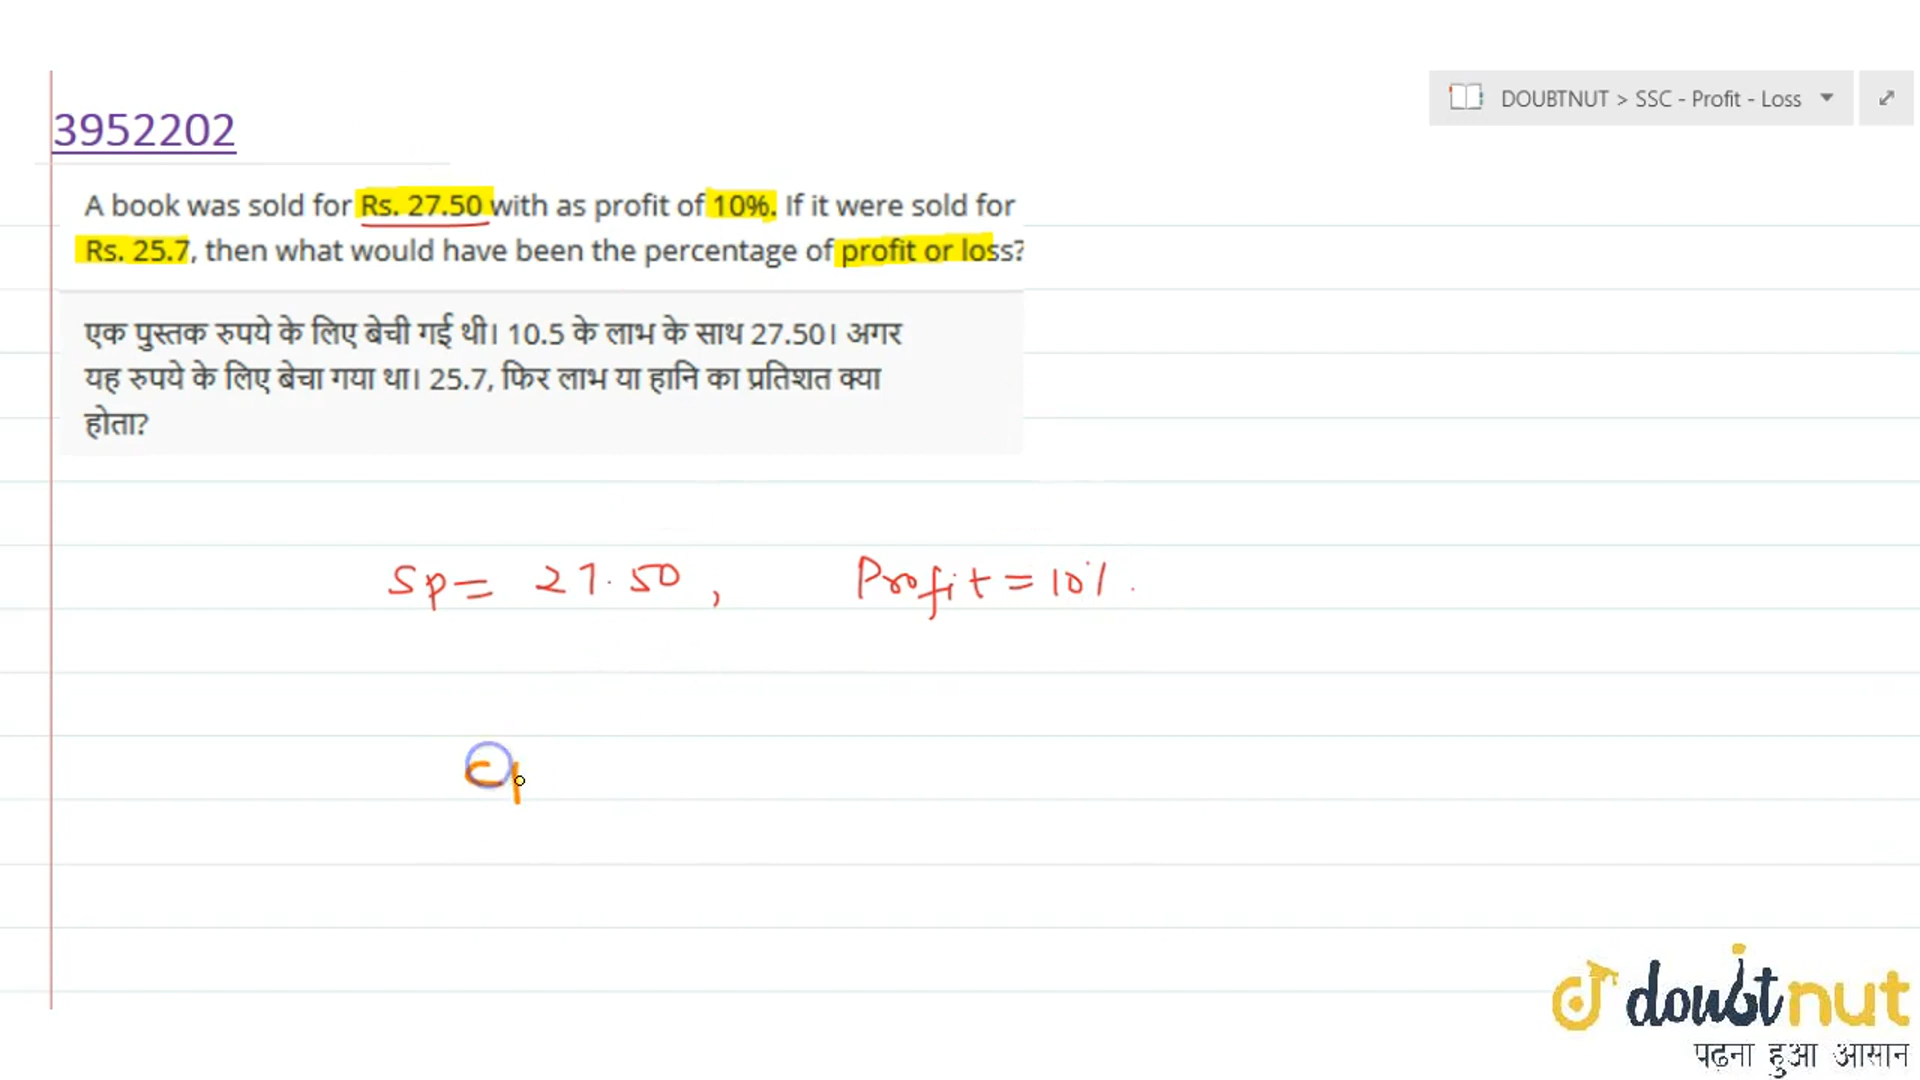 DOUBTNUT > SSC - Profit - Loss
3952202
A book was sold for Rs. 27.50 with as profit of 10%. If it were sold for
Rs. 25.7, then what would have been the percentage of profit or loss?
एक पुस्तक रुपये के लिए बेची गई थी। 10.5 के लाभ के साथ 27.50। अगर
यह रुपये के लिए बेचा गया था। 25.7, फिर लाभ या हानि का प्रतिशत क्या
होता?
Sp = 27.50 , Profit = 10% .
CP
doubtnut
पढ़ना हुआ आसान